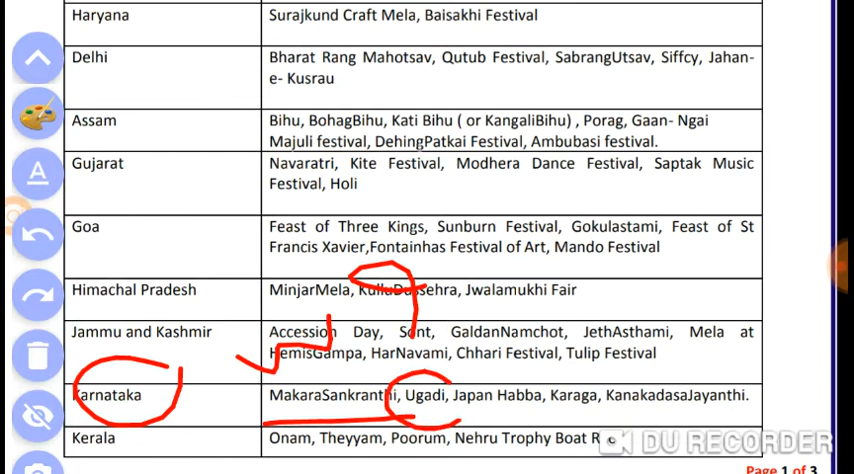 Haryana
Surajkund Craft Mela, Baisakhi Festival
Delhi
Bharat Rang Mahotsav, Qutub Festival, SabrangUtsav, Siffcy, Jahan-
e- Kusrau
Assam
Bihu, BohagBihu, Kati Bihu ( or KangaliBihu) , Porag, Gaan- Ngai
Majuli festival, DehingPatkai Festival, Ambubasi festival.
Gujarat
Navaratri, Kite Festival, Modhera Dance Festival, Saptak Music
Festival, Holi
Goa
Feast of Three Kings, Sunburn Festival, Gokulastami, Feast of St
Francis Xavier,Fontainhas Festival of Art, Mando Festival
Himachal Pradesh
MinjarMela, KulluDussehra, Jwalamukhi Fair
Jammu and Kashmir
Accession Day, Sont, GaldanNamchot, JethAsthami, Mela at
HemisGampa, HarNavami, Chhari Festival, Tulip Festival
Karnataka
MakaraSankranthi, Ugadi, Japan Habba, Karaga, KanakadasaJayanthi.
Kerala
Onam, Theyyam, Poorum, Nehru Trophy Boat
DU RECORDER
Page 1 of 3
A